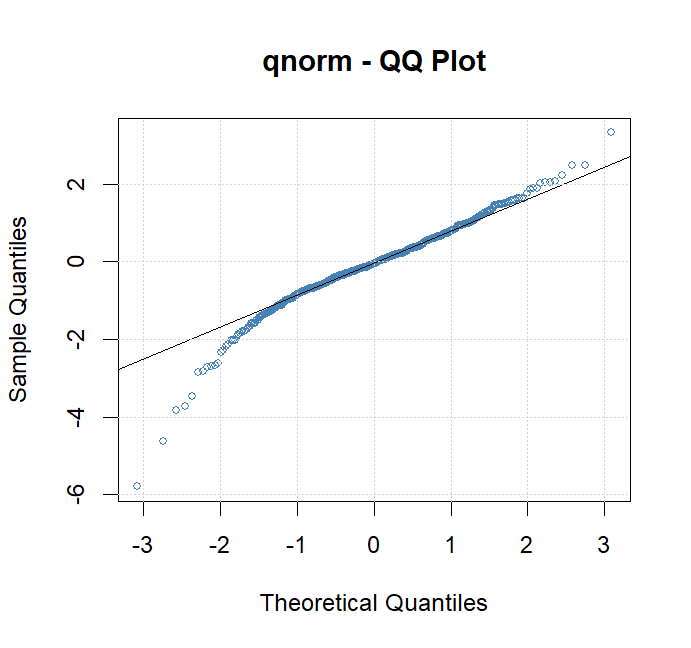 qnorm - QQ Plot
Sample Quantiles
2
0
-2
-4
-6
-3 -2 -1 0 1 2 3
Theoretical Quantiles